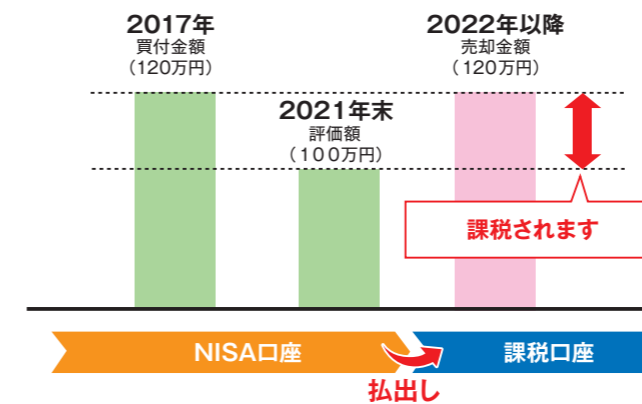 2017年
買付金額
（120万円）
2021年末
評価額
（100万円）
2022年以降
売却金額
（120万円）
課税されます
NISA口座
払出し
課税口座